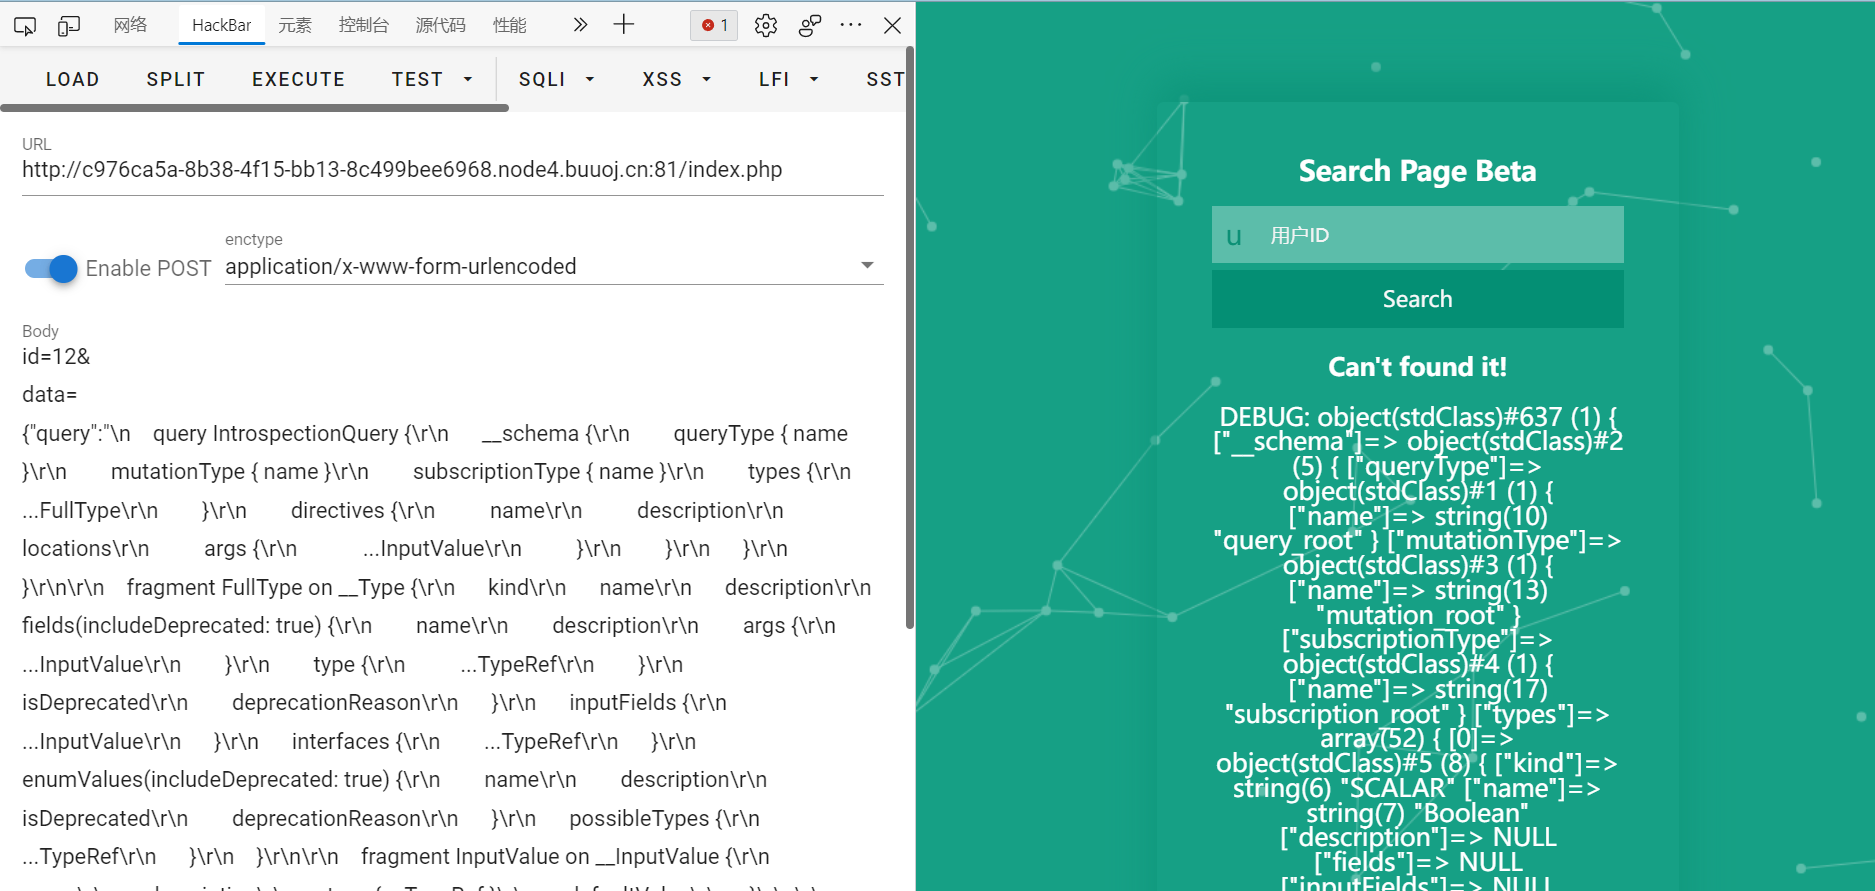 网络
HackBar
元素
控制台
源代码
性能
1
LOAD
SPLIT
EXECUTE
TEST
SQLI
XSS
LFI
SST
URL
http://c976ca5a-8b38-4f15-bb13-8c499bee6968.node4.buuoj.cn:81/index.php
Enable POST
enctype
application/x-www-form-urlencoded
Body
id=12&
data=
{"query":"\n    query IntrospectionQuery {\r\n      __schema {\r\n        queryType { name
}\r\n        mutationType { name }\r\n        subscriptionType { name }\r\n        types {\r\n
...FullType\r\n        }\r\n        directives {\r\n          name\r\n          description\r\n
locations\r\n          args {\r\n            ...InputValue\r\n          }\r\n        }\r\n      }\r\n
}\r\n\r\n    fragment FullType on __Type {\r\n      kind\r\n      name\r\n      description\r\n
fields(includeDeprecated: true) {\r\n        name\r\n        description\r\n        args {\r\n
...InputValue\r\n        }\r\n        type {\r\n          ...TypeRef\r\n        }\r\n
isDeprecated\r\n        deprecationReason\r\n      }\r\n      inputFields {\r\n
...InputValue\r\n      }\r\n      interfaces {\r\n        ...TypeRef\r\n      }\r\n
enumValues(includeDeprecated: true) {\r\n        name\r\n        description\r\n
isDeprecated\r\n        deprecationReason\r\n      }\r\n      possibleTypes {\r\n
...TypeRef\r\n      }\r\n    }\r\n\r\n    fragment InputValue on __InputValue {\r\n
Search Page Beta
u 用户ID
Search
Can't found it!
DEBUG: object(stdClass)#637 (1) {
["__schema"]=> object(stdClass)#2
(5) { ["queryType"]=>
object(stdClass)#1 (1) {
["name"]=> string(10)
"query_root" } ["mutationType"]=>
object(stdClass)#3 (1) {
["name"]=> string(13)
"mutation_root" }
["subscriptionType"]=>
object(stdClass)#4 (1) {
["name"]=> string(17)
"subscription_root" } ["types"]=>
array(52) { [0]=>
object(stdClass)#5 (8) { ["kind"]=>
string(6) "SCALAR" ["name"]=>
string(7) "Boolean"
["description"]=> NULL
["fields"]=> NULL
["inputFields"]=> NULL